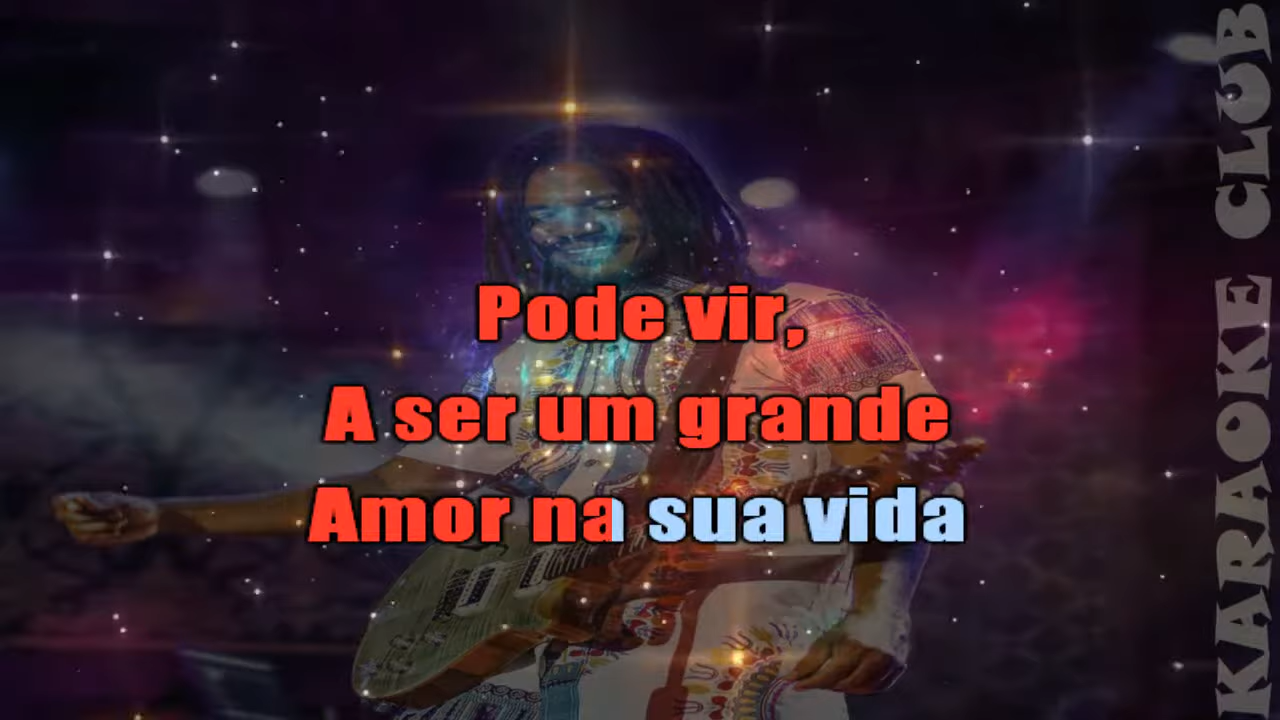 Pode vir,
A ser um grande
Amor na sua vida
KARAOKE CLUB